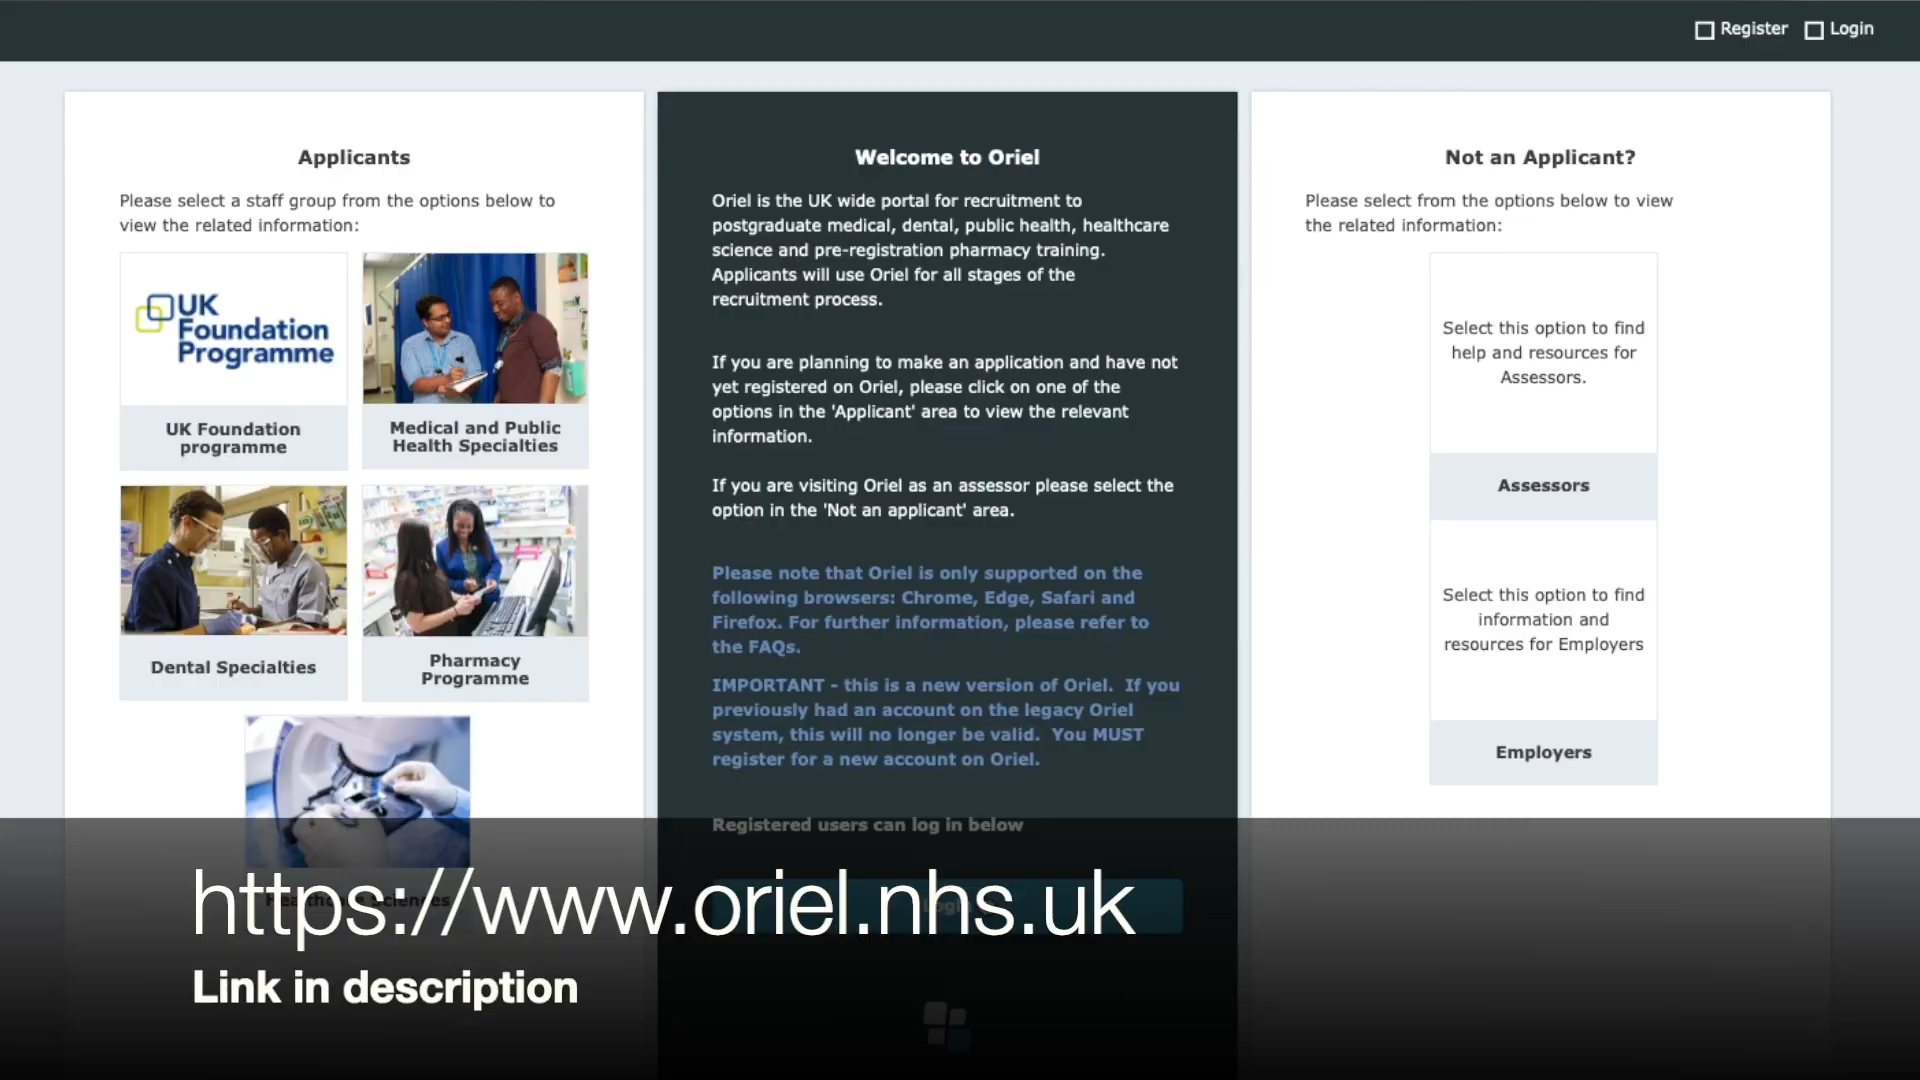 Register
Login
Applicants
Please select a staff group from the options below to
view the related information:
UK
Foundation
Programme
UK Foundation
programme
Medical and Public
Health Specialties
Dental Specialties
Pharmacy
Programme
Healthcare Sciences
Welcome to Oriel
Oriel is the UK wide portal for recruitment to
postgraduate medical, dental, public health, healthcare
science and pre-registration pharmacy training.
Applicants will use Oriel for all stages of the
recruitment process.
If you are planning to make an application and have not
yet registered on Oriel, please click on one of the
options in the 'Applicant' area to view the relevant
information.
If you are visiting Oriel as an assessor please select the
option in the 'Not an applicant' area.
Please note that Oriel is only supported on the
following browsers: Chrome, Edge, Safari and
Firefox. For further information, please refer to
the FAQs.
IMPORTANT - this is a new version of Oriel.  If you
previously had an account on the legacy Oriel
system, this will no longer be valid.  You MUST
register for a new account on Oriel.
Registered users can log in below
Login
Not an Applicant?
Please select from the options below to view
the related information:
Select this option to find
help and resources for
Assessors.
Assessors
Select this option to find
information and
resources for Employers
Employers
https://www.oriel.nhs.uk
Link in description